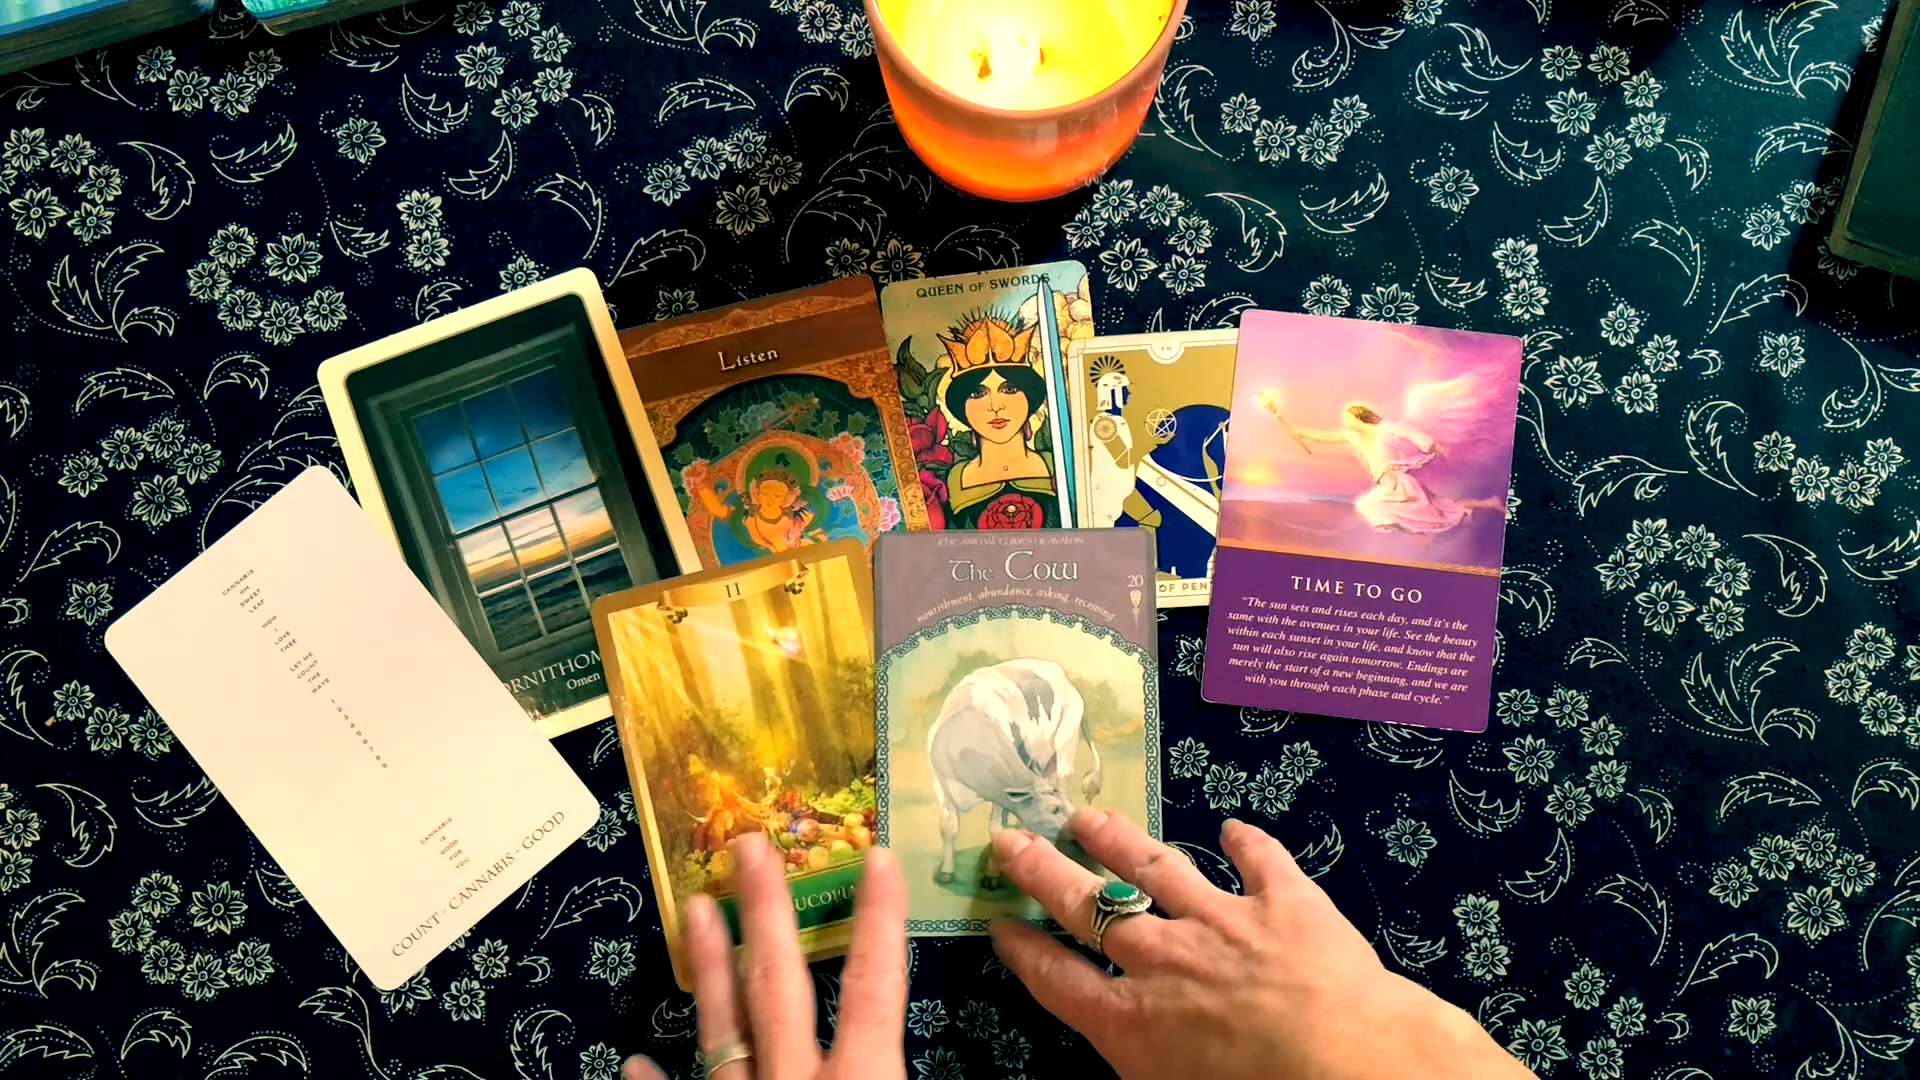 CANNABIS
OH
SWEET
LEAF
HOW
I
LOVE
THEE
LET ME
COUNT
THE
WAYS
1
2
3
4
5
6
7
8
9
CANNABIS
IS
GOOD
FOR
YOU
COUNT - CANNABIS - GOOD
Omen
Listen
QUEEN OF SWORDS
OF PEN
TIME TO GO
"The sun sets and rises each day, and it's the
same with the avenues in your life. See the beauty
within each sunset in your life, and know that the
sun will also rise again tomorrow. Endings are
merely the start of a new beginning, and we are
with you through each phase and cycle."
II
THE ANIMAL GUIDES OF AVALON
The Cow
20
nourishment, abundance, asking, receiving